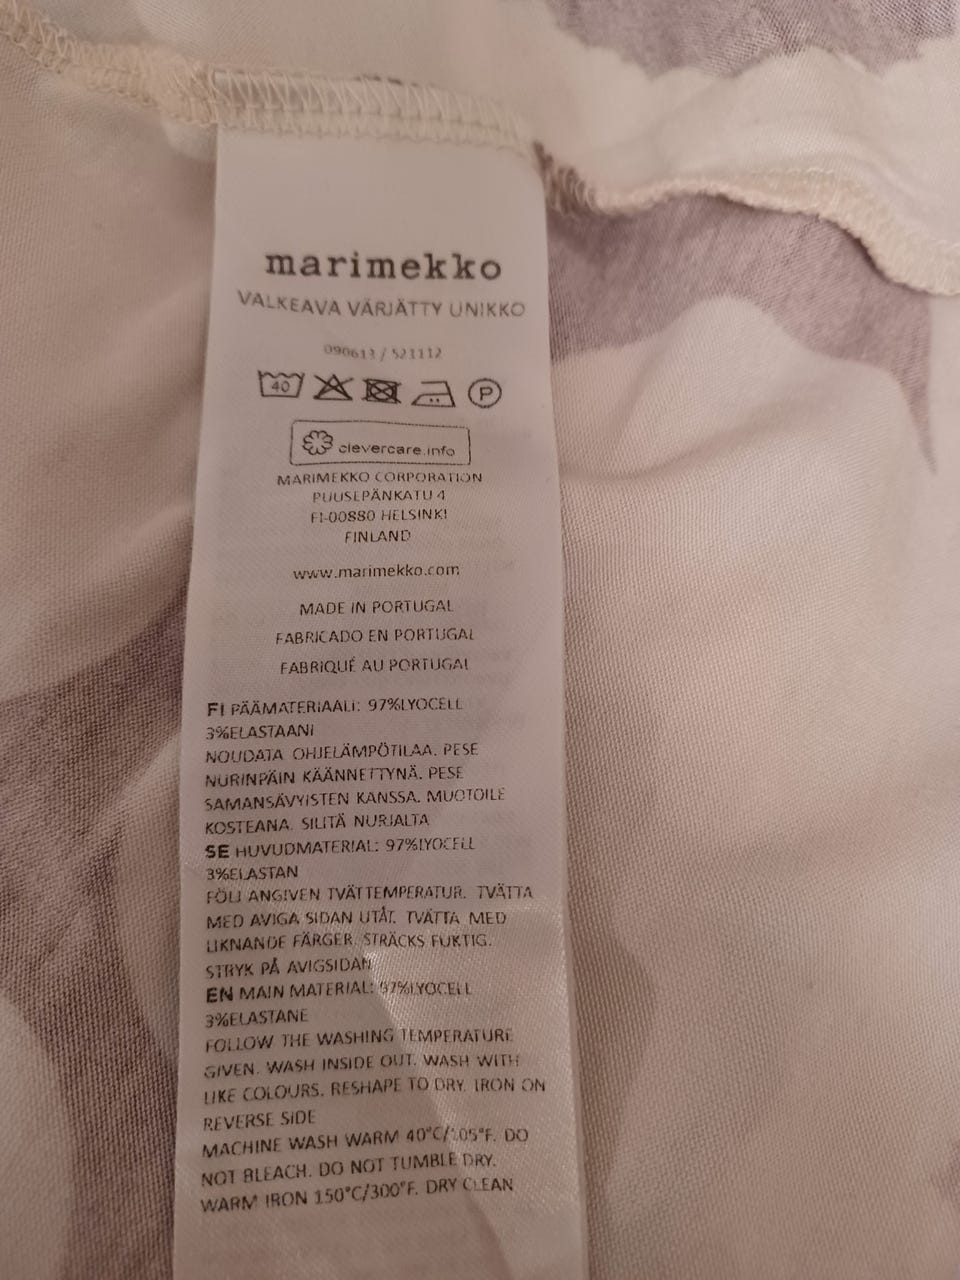 marimekko
VALKEAVA VÄRJÄTTY UNIKKO
090613 / 521112
40 P
clevercare.info
MARIMEKKO CORPORATION
PUUSEPÄNKATU 4
FI-00880 HELSINKI
FINLAND
www.marimekko.com
MADE IN PORTUGAL
FABRICADO EN PORTUGAL
FABRIQUÉ AU PORTUGAL
FI PÄÄMATERIAALI: 97%LYOCELL
3%ELASTAANI
NOUDATA OHJELÄMPÖTILAA. PESE
NURINPÄIN KÄÄNNETTYNÄ. PESE
SAMANSÄVYISTEN KANSSA. MUOTOILE
KOSTEANA. SILITÄ NURJALTA
SE HUVUDMATERIAL: 97%LYOCELL
3%ELASTAN
FÖLJ ANGIVEN TVÄTTEMPERATUR. TVÄTTA
MED AVIGA SIDAN UTÅT. TVÄTTA MED
LIKNANDE FÄRGER. STRÄCKS FUKTIG.
STRYK PÅ AVIGSIDAN
EN MAIN MATERIAL: 97%LYOCELL
3%ELASTANE
FOLLOW THE WASHING TEMPERATURE
GIVEN. WASH INSIDE OUT. WASH WITH
LIKE COLOURS. RESHAPE TO DRY. IRON ON
REVERSE SIDE
MACHINE WASH WARM 40°C/105°F. DO
NOT BLEACH. DO NOT TUMBLE DRY.
WARM IRON 150°C/300°F. DRY CLEAN